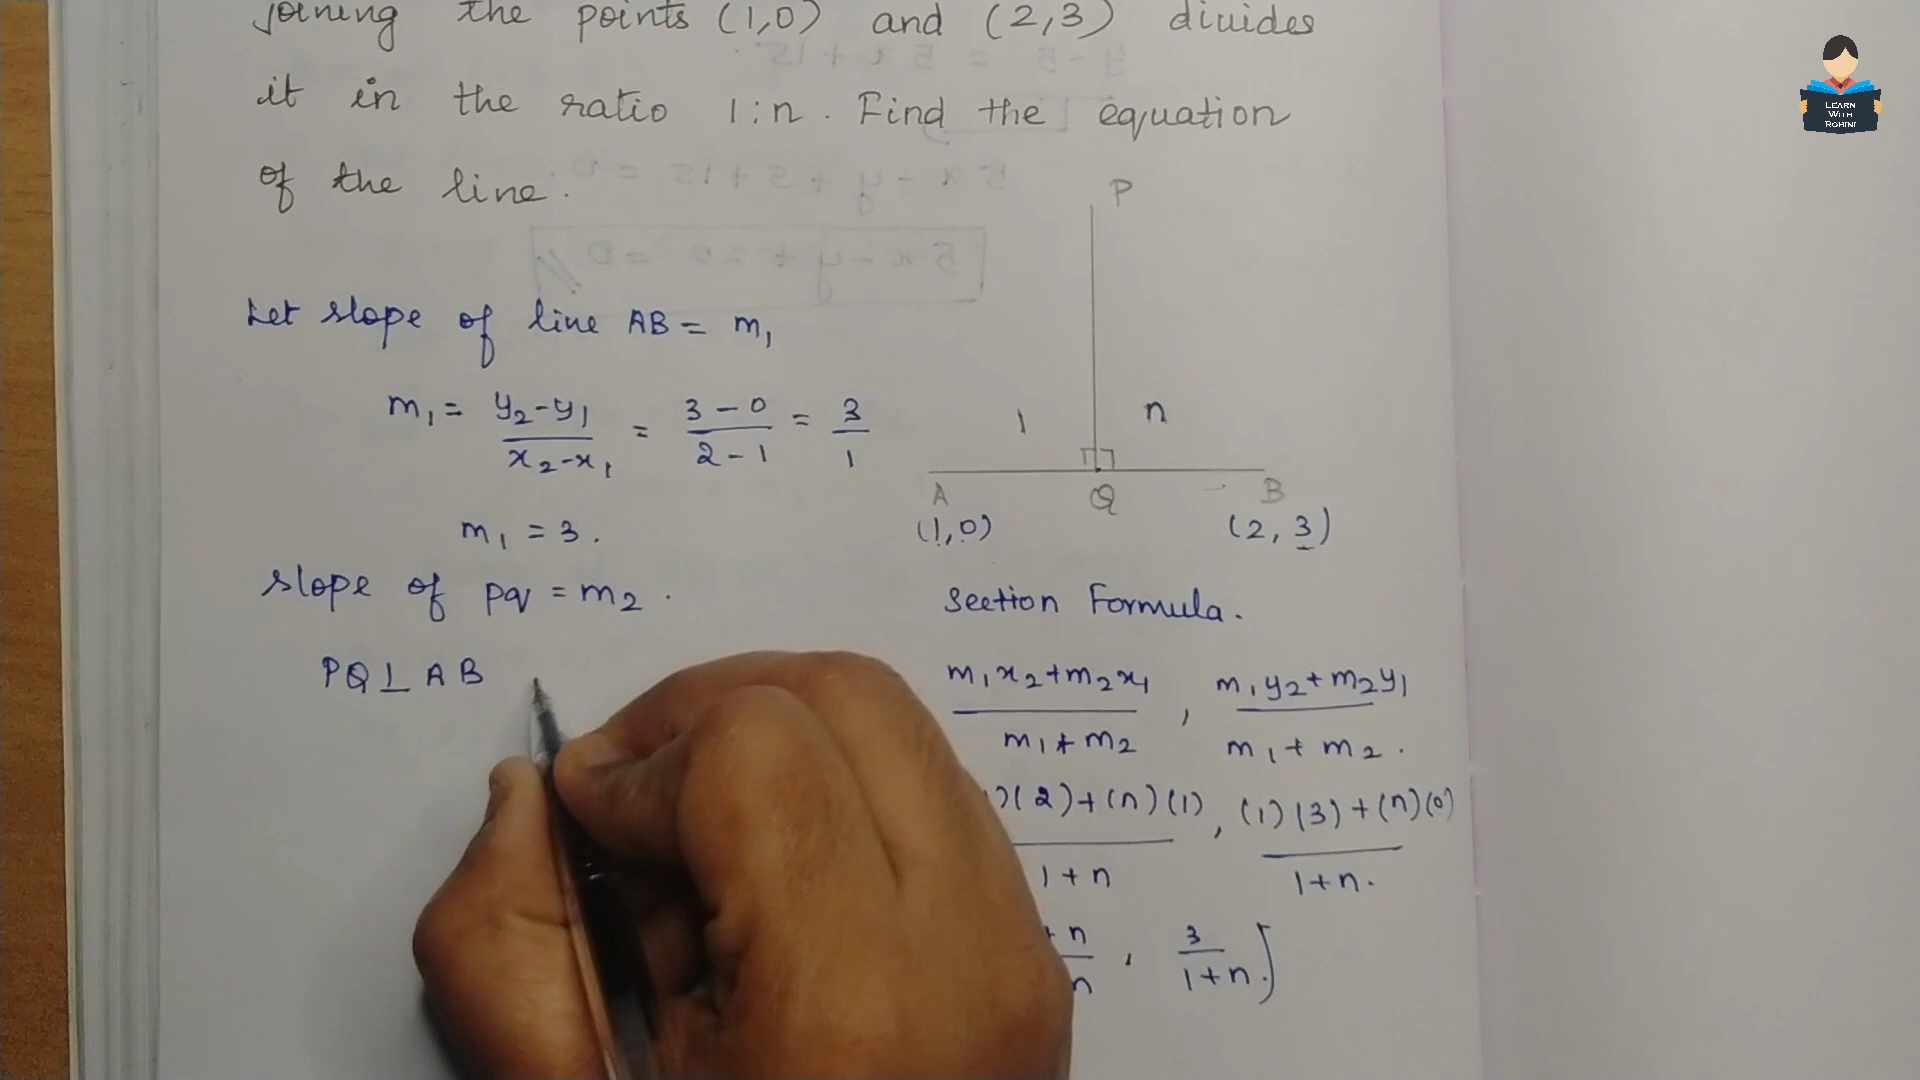 joining the points (1,0) and (2,3) divides
it in the ratio 1:n. Find the equation
of the line.
Let slope of line AB = m₁
m₁ = y₂-y₁/x₂-x₁ = 3-0/2-1 = 3/1
m₁ = 3.
slope of pq = m₂.
PQ ⊥ AB
P
1 n
A Q B
(1,0) (2,3)
Section Formula.
m₁x₂+m₂x₁/m₁+m₂ , m₁y₂+m₂y₁/m₁+m₂.
)(2)+(n)(1)/1+n , (1)(3)+(n)(0)/1+n.
+n/n , 3/1+n.]
LEARN
WITH
ROHINI